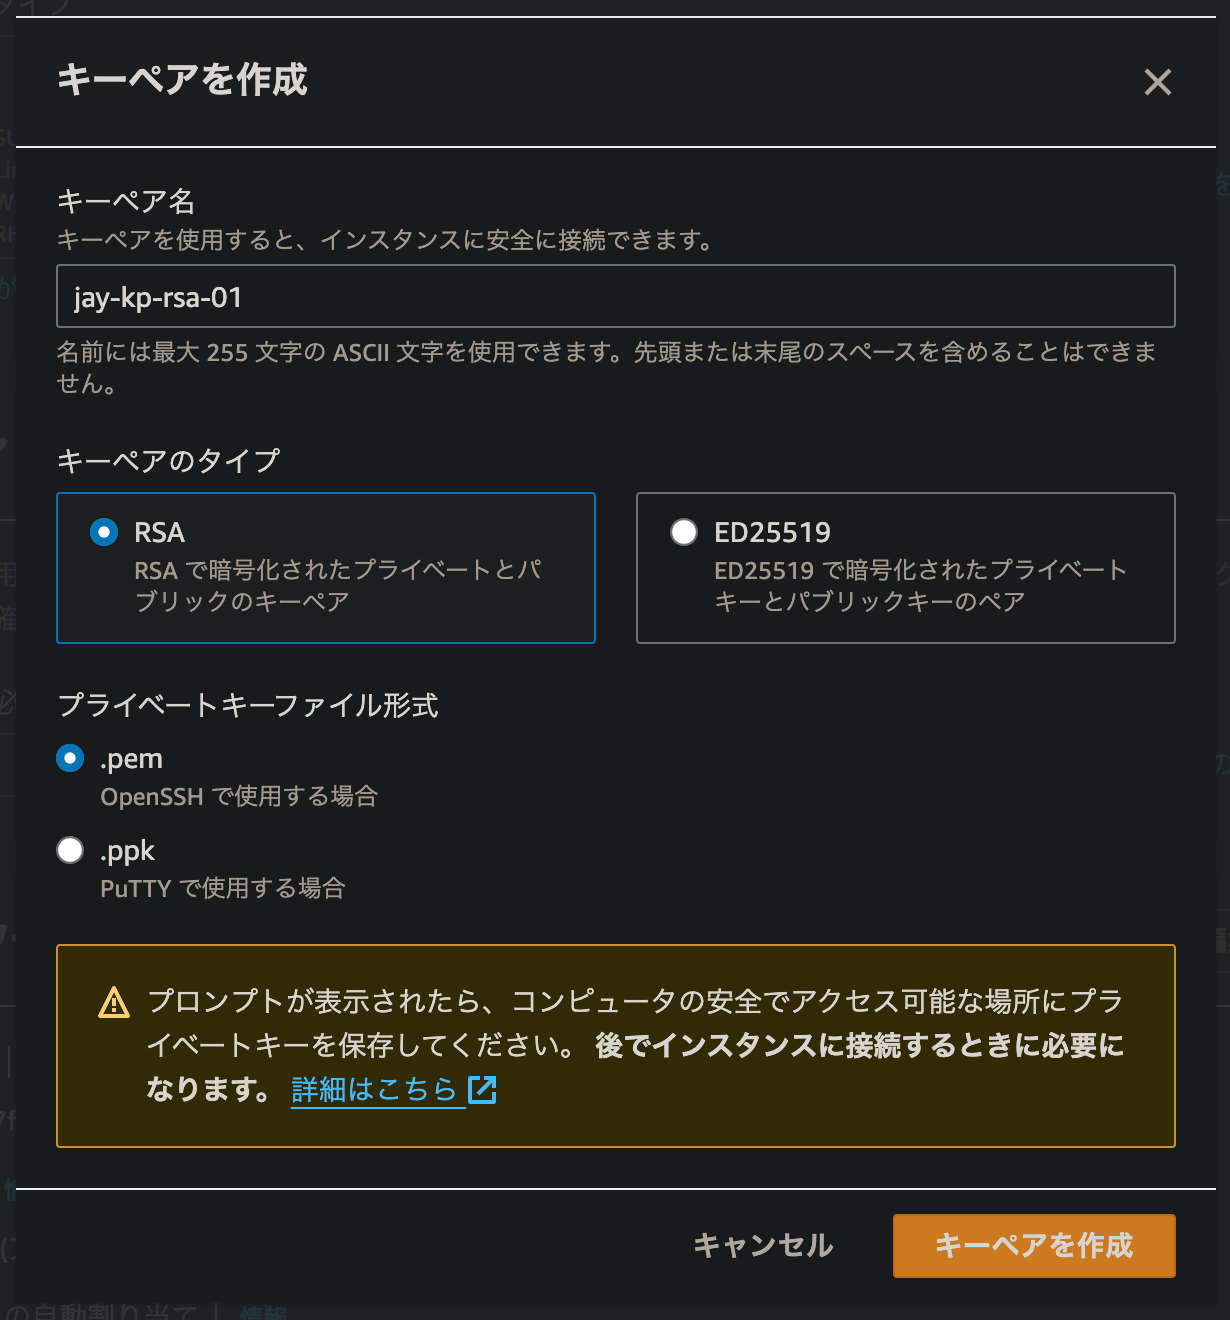 キーペアを作成
キーペア名
キーペアを使用すると、インスタンスに安全に接続できます。
jay-kp-rsa-01
名前には最大 255 文字の ASCII 文字を使用できます。先頭または末尾のスペースを含めることはできま
せん。
キーペアのタイプ
RSA
RSA で暗号化されたプライベートとパ
ブリックのキーペア
ED25519
ED25519 で暗号化されたプライベート
キーとパブリックキーのペア
プライベートキーファイル形式
.pem
OpenSSH で使用する場合
.ppk
PuTTY で使用する場合
プロンプトが表示されたら、コンピュータの安全でアクセス可能な場所にプラ
イベートキーを保存してください。 後でインスタンスに接続するときに必要に
なります。 詳細はこちら
キャンセル
キーペアを作成
の自動割り当て | 情報